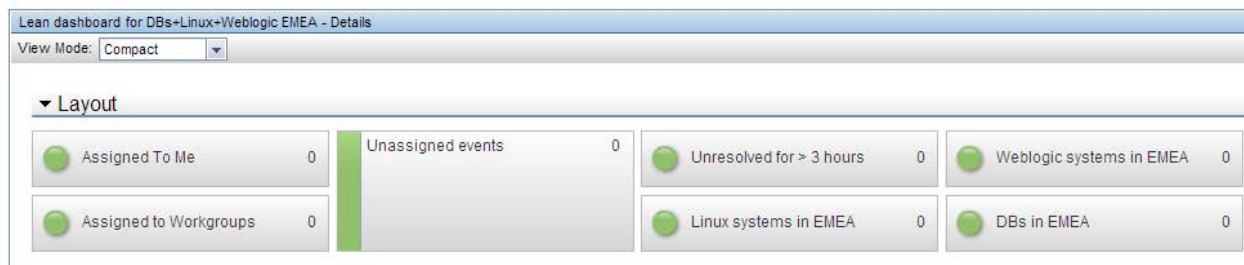 Lean dashboard for DBs+Linux+Weblogic EMEA - Details
View Mode: Compact
Layout
Assigned To Me 0
Unassigned events 0
Unresolved for > 3 hours 0
Weblogic systems in EMEA 0
Assigned to Workgroups 0
Linux systems in EMEA 0
DBs in EMEA 0